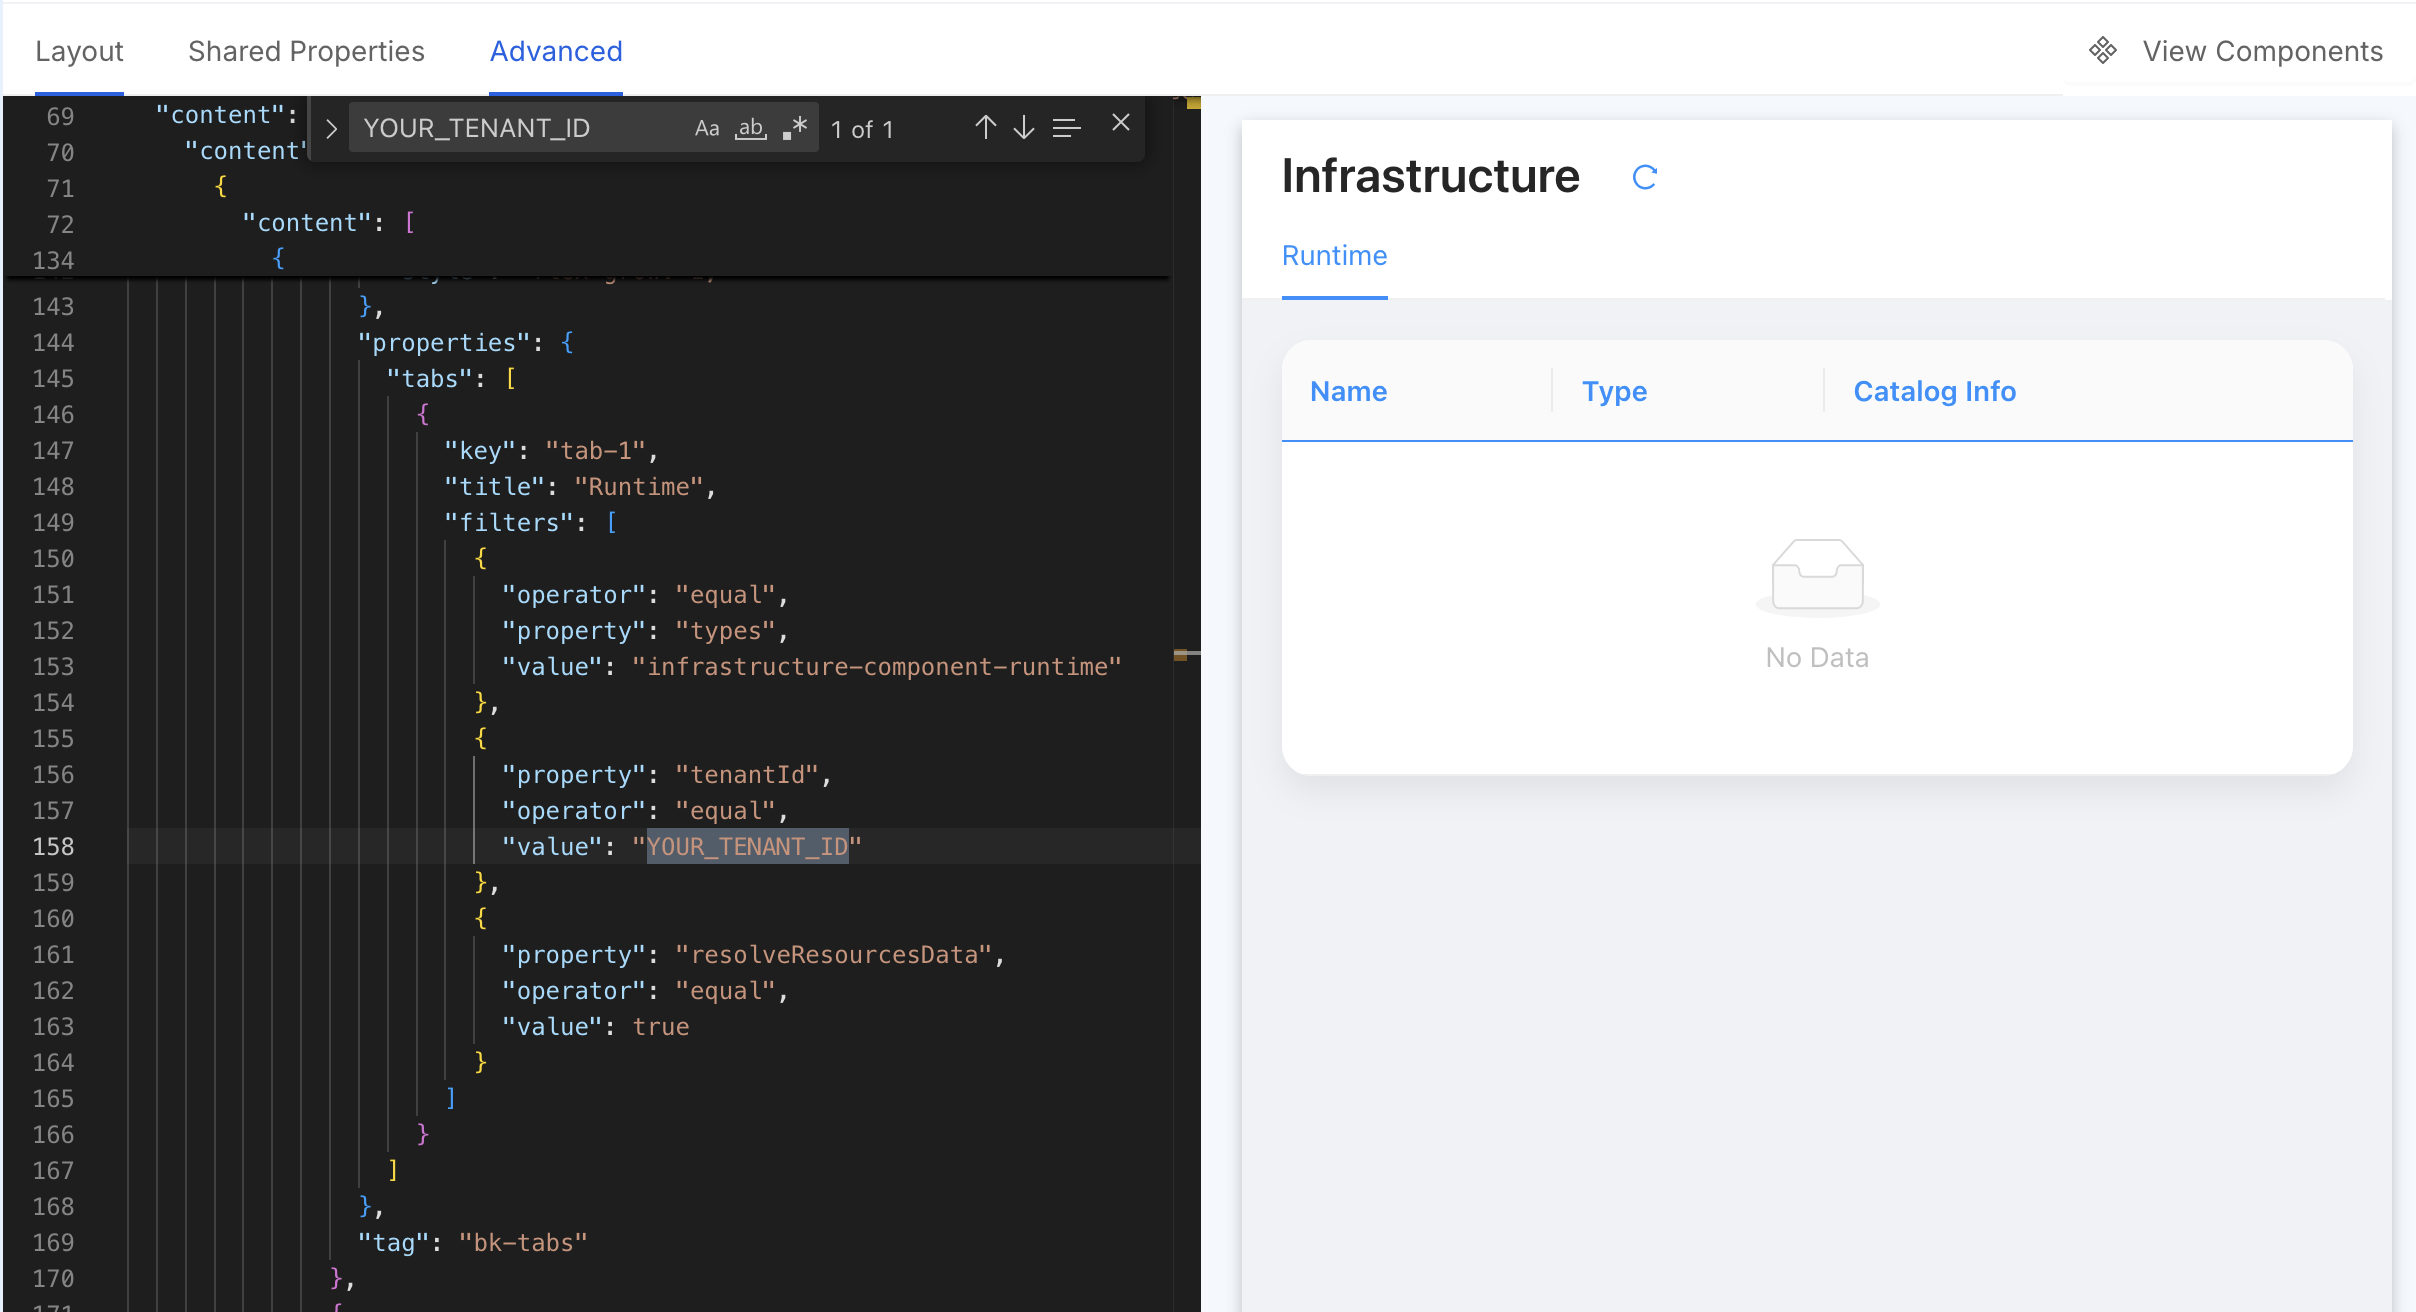 Layout
Shared Properties
Advanced
View Components
YOUR_TENANT_ID
Aa
ab
.*
1 of 1
69 "content":
70 "content"
71 {
72 "content": [
134 {
143 },
144 "properties": {
145 "tabs": [
146 {
147 "key": "tab-1",
148 "title": "Runtime",
149 "filters": [
150 {
151 "operator": "equal",
152 "property": "types",
153 "value": "infrastructure-component-runtime"
154 },
155 {
156 "property": "tenantId",
157 "operator": "equal",
158 "value": "YOUR_TENANT_ID"
159 },
160 {
161 "property": "resolveResourcesData",
162 "operator": "equal",
163 "value": true
164 }
165 ]
166 }
167 ]
168 },
169 "tag": "bk-tabs"
170 },
Infrastructure
Runtime
Name
Type
Catalog Info
No Data